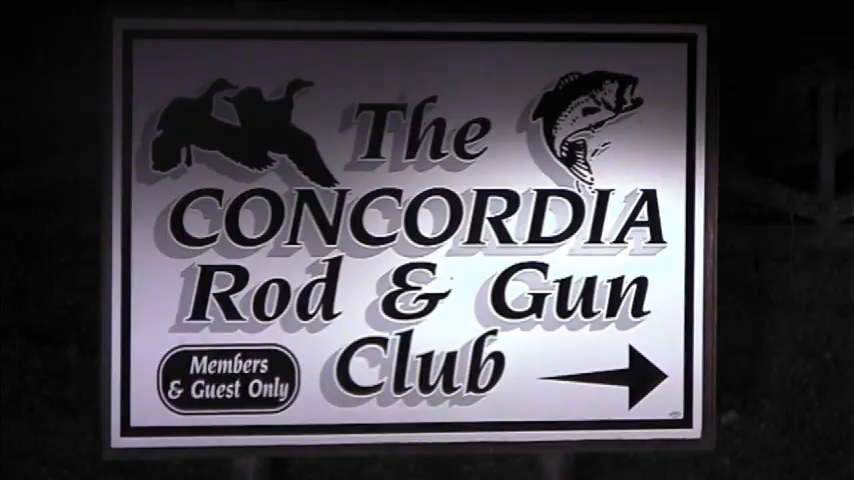 The
CONCORDIA
Rod & Gun
Club
Members
& Guest Only